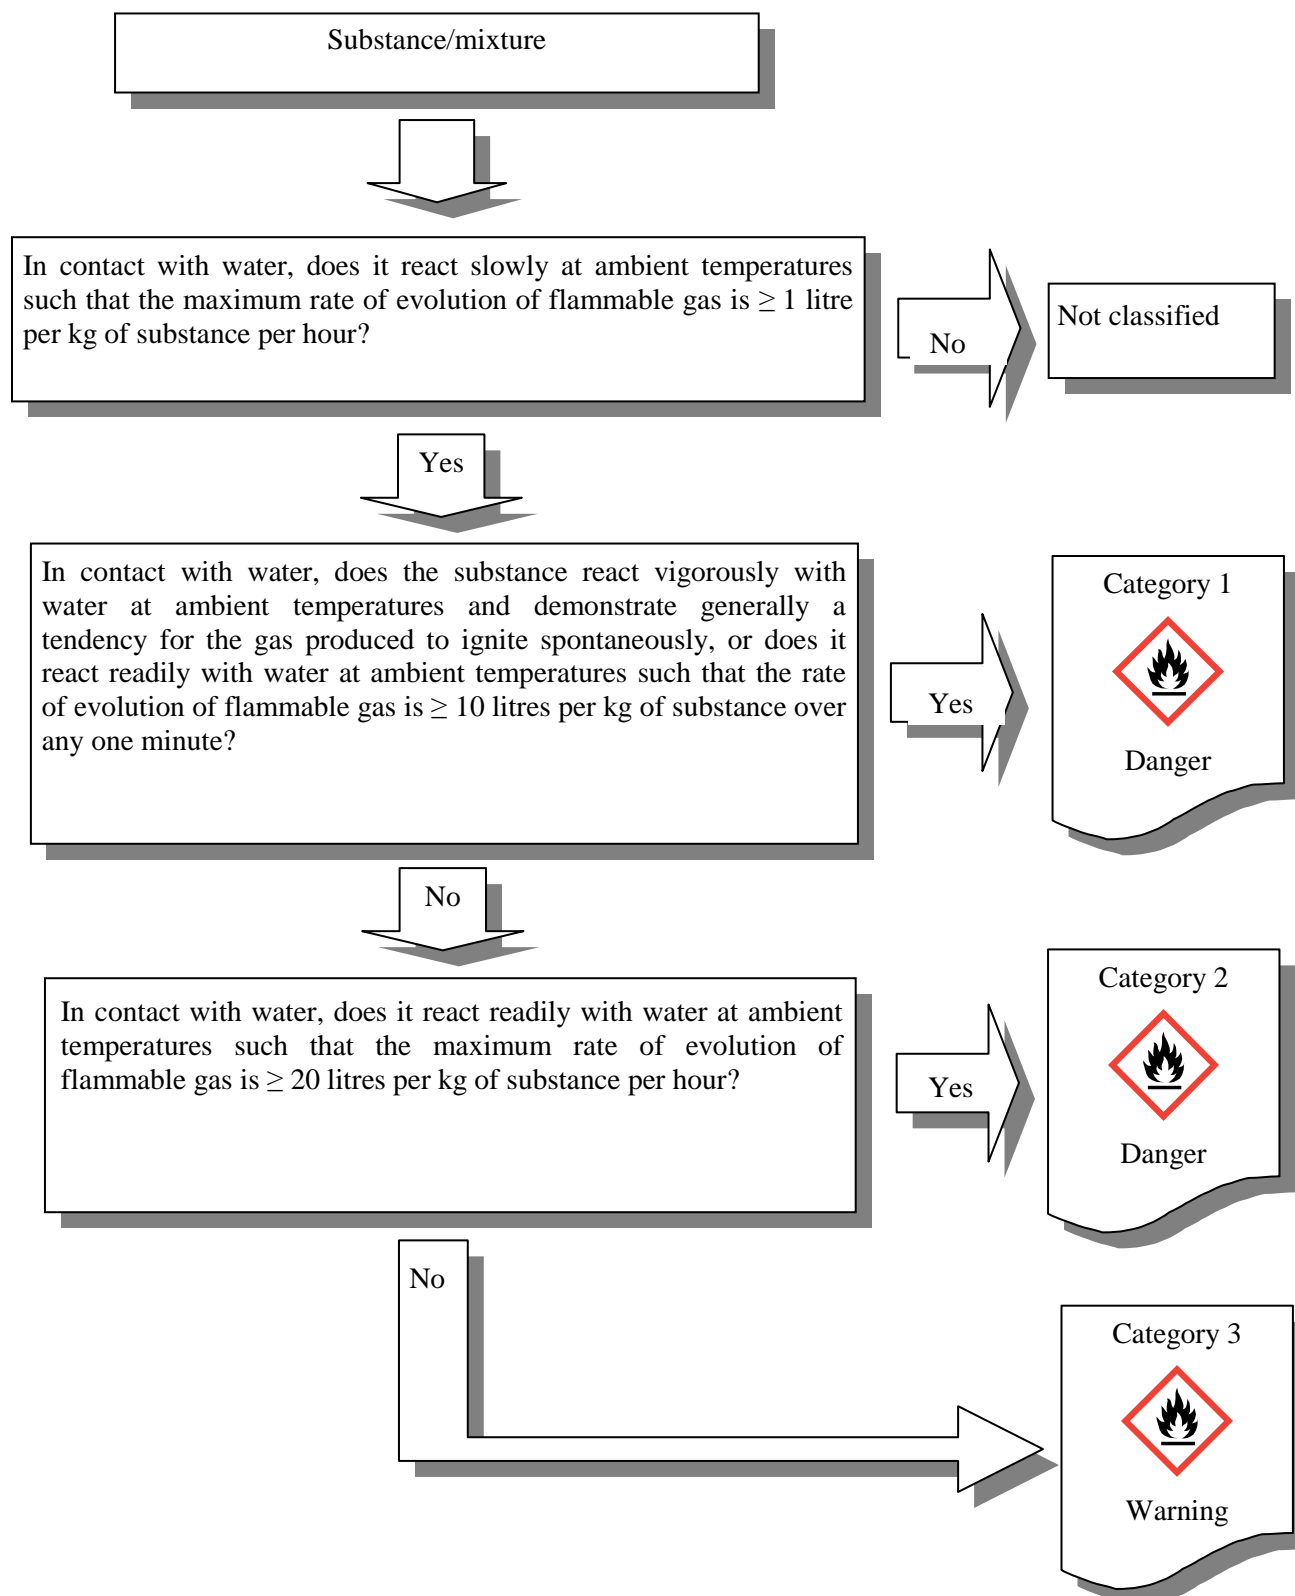 Substance/mixture
In contact with water, does it react slowly at ambient temperatures
such that the maximum rate of evolution of flammable gas is ≥ 1 litre
per kg of substance per hour?
No
Not classified
Yes
In contact with water, does the substance react vigorously with
water at ambient temperatures and demonstrate generally a
tendency for the gas produced to ignite spontaneously, or does it
react readily with water at ambient temperatures such that the rate
of evolution of flammable gas is ≥ 10 litres per kg of substance over
any one minute?
Yes
Category 1
Danger
No
In contact with water, does it react readily with water at ambient
temperatures such that the maximum rate of evolution of
flammable gas is ≥ 20 litres per kg of substance per hour?
Yes
Category 2
Danger
No
Category 3
Warning